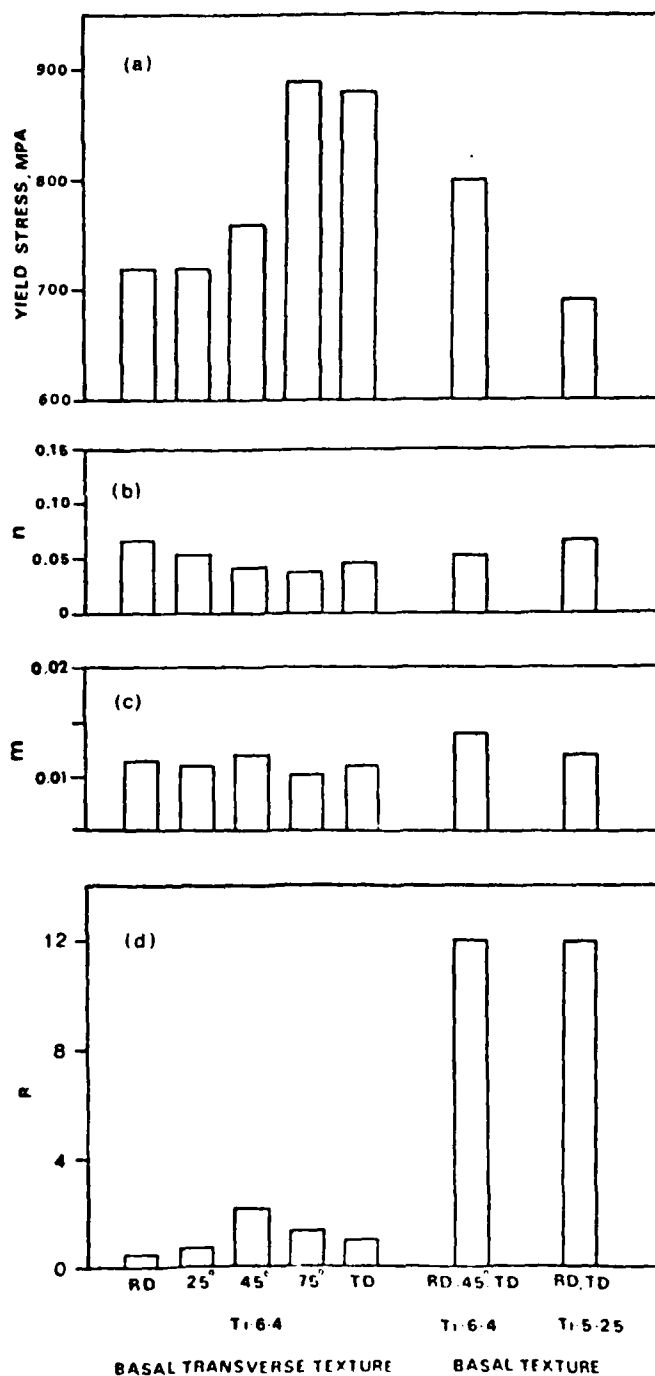 (a)
900
800
700
600
YIELD STRESS, MPA
(b)
0.15
0.10
0.05
0
n
(c)
0.02
0.01
m
(d)
12
8
4
0
R
RD 25° 45° 75° TD RD.45° TD RD, TD
Ti-6-4 Ti-6-4 Ti-5-25
BASAL TRANSVERSE TEXTURE BASAL TEXTURE